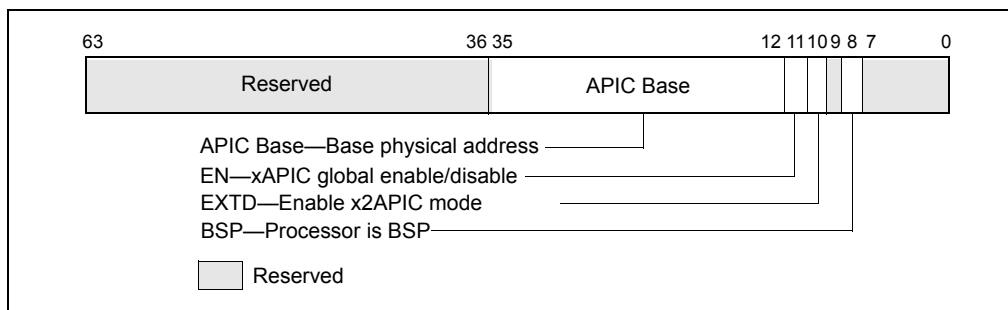 63 36 35 12 11 10 9 8 7 0
Reserved APIC Base
APIC Base—Base physical address
EN—xAPIC global enable/disable
EXTD—Enable x2APIC mode
BSP—Processor is BSP
Reserved